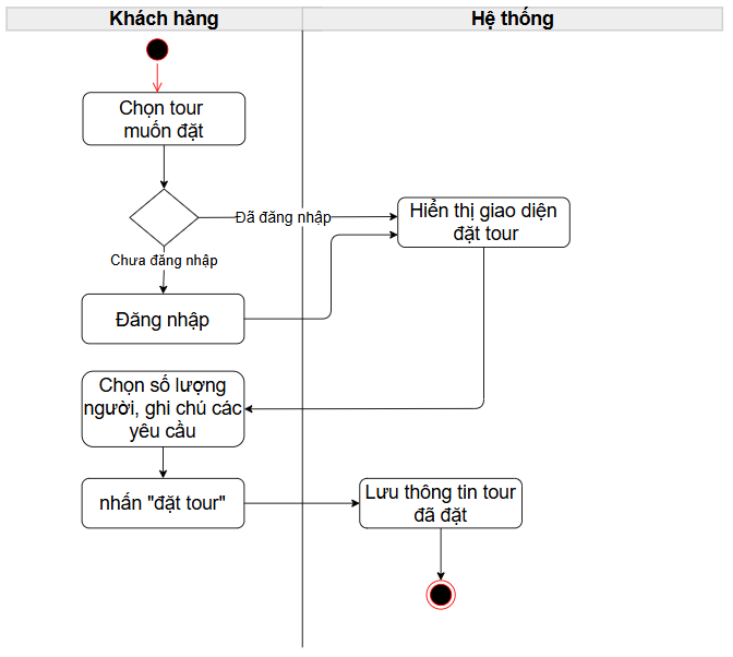 Khách hàng
Hệ thống
Chọn tour
muốn đặt
Đã đăng nhập
Hiển thị giao diện
đặt tour
Chưa đăng nhập
Đăng nhập
Chọn số lượng
người, ghi chú các
yêu cầu
nhấn "đặt tour"
Lưu thông tin tour
đã đặt